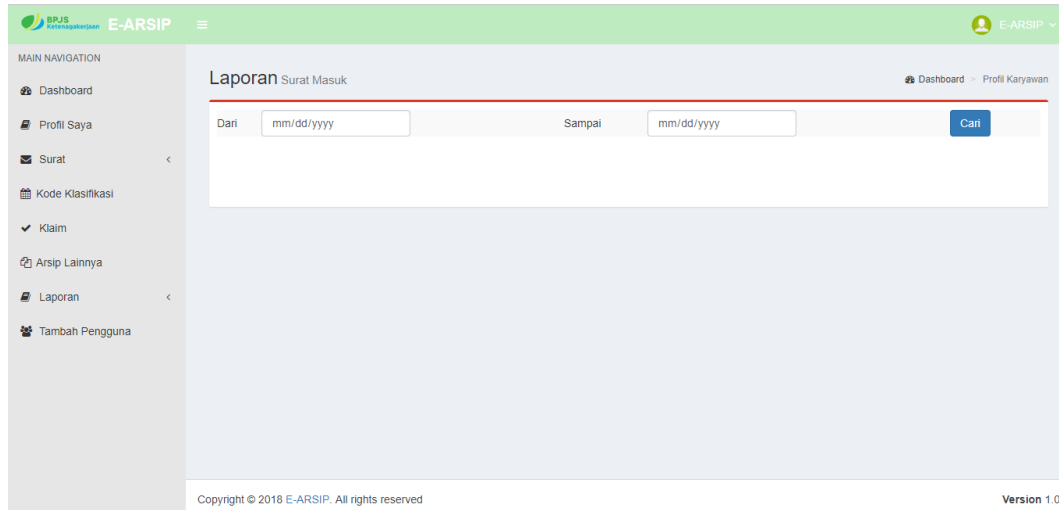 BPJS
Ketenagakerjaan E-ARSIP
E-ARSIP
MAIN NAVIGATION
Dashboard
Profil Saya
Surat
Kode Klasifikasi
Klaim
Arsip Lainnya
Laporan
Tambah Pengguna
Laporan Surat Masuk
Dashboard > Profil Karyawan
Dari mm/dd/yyyy Sampai mm/dd/yyyy Cari
Copyright © 2018 E-ARSIP. All rights reserved
Version 1.0